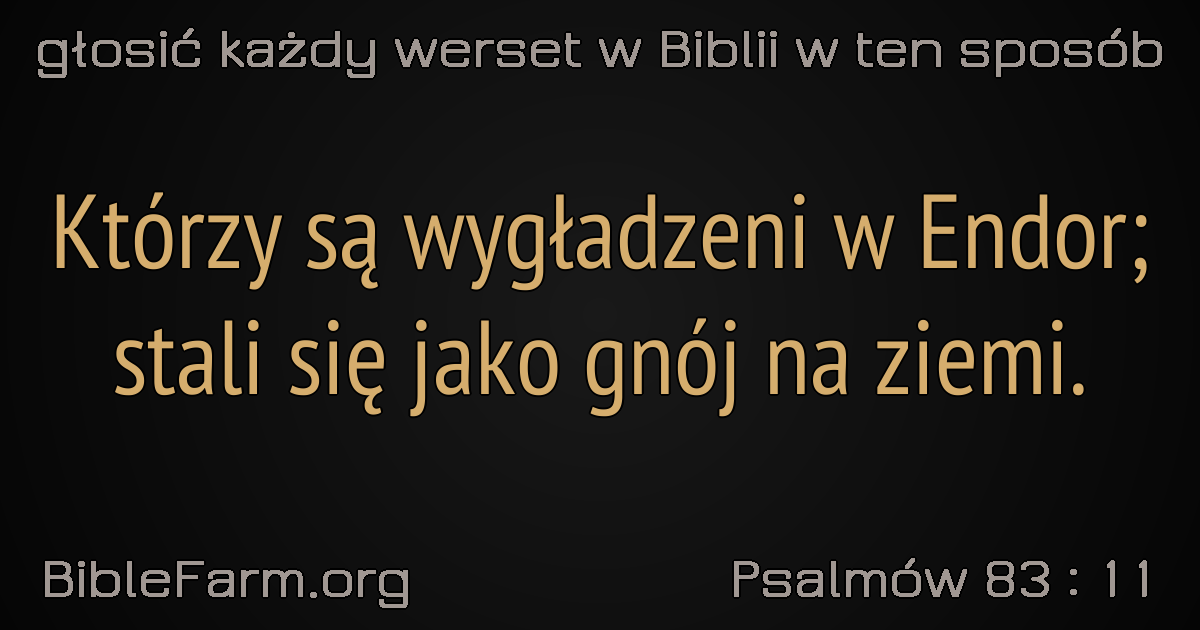 głosić każdy werset w Biblii w ten sposób
Którzy są wygładzeni w Endor;
stali się jako gnój na ziemi.
BibleFarm.org
Psalmów 83 : 11